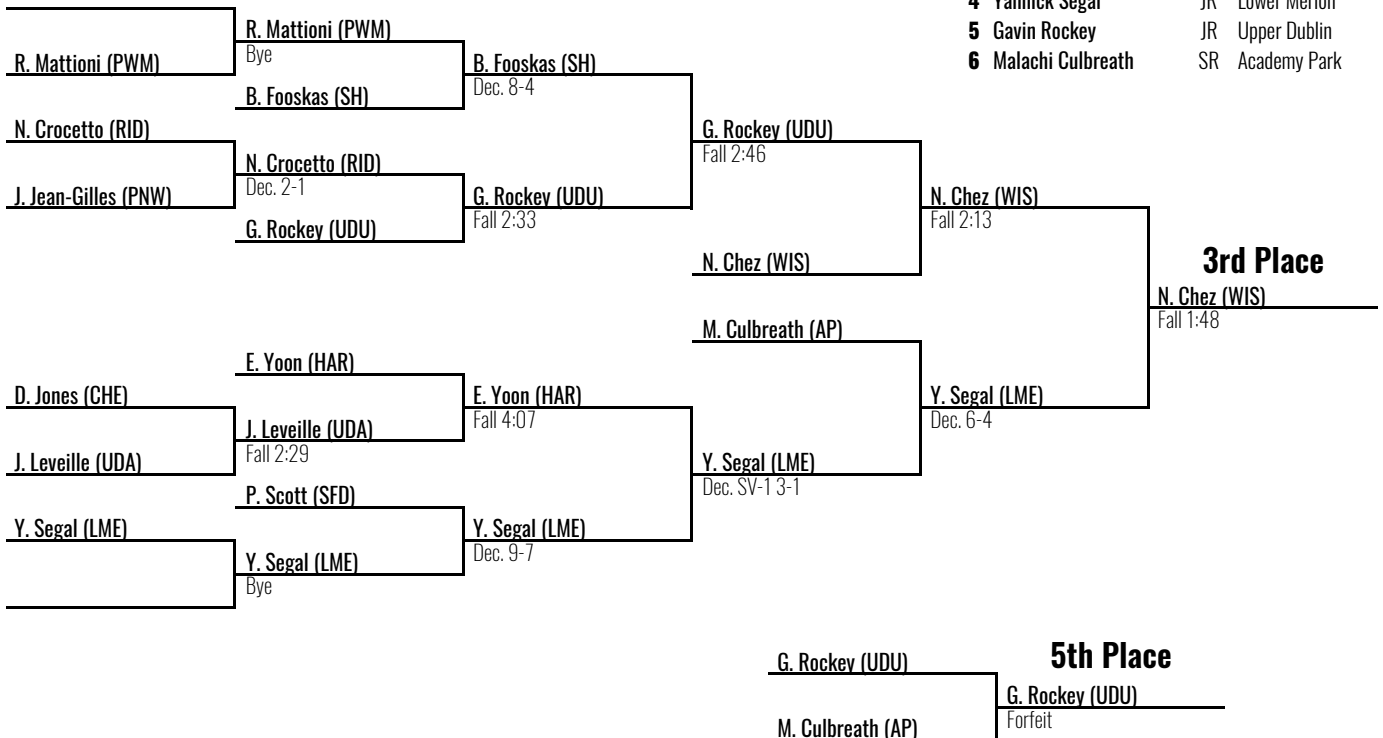 4 Yannick Segal JR Lower Merion
5 Gavin Rockey JR Upper Dublin
6 Malachi Culbreath SR Academy Park
R. Mattioni (PWM)
Bye
R. Mattioni (PWM)
B. Fooskas (SH)
Dec. 8-4
B. Fooskas (SH)
N. Crocetto (RID)
G. Rockey (UDU)
Fall 2:46
N. Crocetto (RID)
Dec. 2-1
J. Jean-Gilles (PNW)
G. Rockey (UDU)
Fall 2:33
N. Chez (WIS)
Fall 2:13
G. Rockey (UDU)
N. Chez (WIS)
3rd Place
N. Chez (WIS)
Fall 1:48
M. Culbreath (AP)
E. Yoon (HAR)
D. Jones (CHE)
E. Yoon (HAR)
Fall 4:07
Y. Segal (LME)
Dec. 6-4
J. Leveille (UDA)
Fall 2:29
J. Leveille (UDA)
Y. Segal (LME)
Dec. SV-1 3-1
P. Scott (SFD)
Y. Segal (LME)
Y. Segal (LME)
Dec. 9-7
Y. Segal (LME)
Bye
5th Place
G. Rockey (UDU)
G. Rockey (UDU)
Forfeit
M. Culbreath (AP)